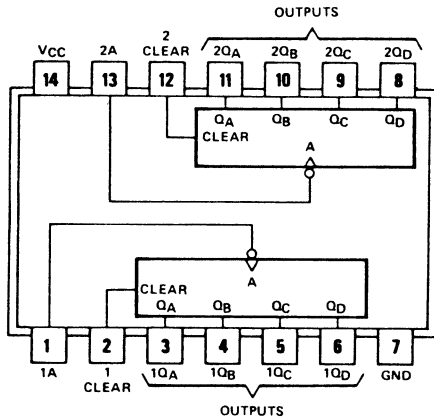 OUTPUTS
VCC 2A 2 CLEAR 2QA 2QB 2QC 2QD
14 13 12 11 10 9 8
QA QB QC QD
CLEAR
A
A
CLEAR
QA QB QC QD
1 2 3 4 5 6 7
1A 1 CLEAR 1QA 1QB 1QC 1QD GND
OUTPUTS